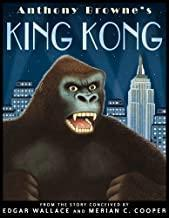 Anthony Browne's
KING KONG
FROM THE STORY CONCEIVED BY
EDGAR WALLACE AND MERIAN C. COOPER